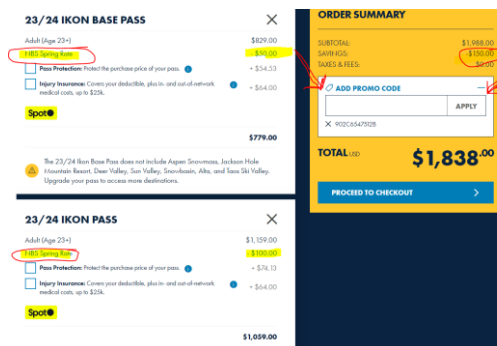 23/24 IKON BASE PASS
Adult (Age 23+) $829.00
NBS Spring Rate - $50.00
Pass Protection: Protect the purchase price of your pass. + $54.53
Injury Insurance: Covers your deductible, plus in- and out-of-network medical costs, up to $25k. + $64.00
Spot
$779.00
The 23/24 Ikon Base Pass does not include Aspen Snowmass, Jackson Hole
Mountain Resort, Deer Valley, Sun Valley, Snowbasin, Alta, and Taos Ski Valley.
Upgrade your pass to access more destinations.
23/24 IKON PASS
Adult (Age 23+) $1,159.00
NBS Spring Rate - $100.00
Pass Protection: Protect the purchase price of your pass. + $74.13
Injury Insurance: Covers your deductible, plus in- and out-of-network medical costs, up to $25k. + $64.00
Spot
$1,059.00
ORDER SUMMARY
SUBTOTAL: $1,988.00
SAVINGS: -$150.00
TAXES & FEES: $0.00
ADD PROMO CODE
APPLY
TOTAL USD $1,838.00
PROCEED TO CHECKOUT